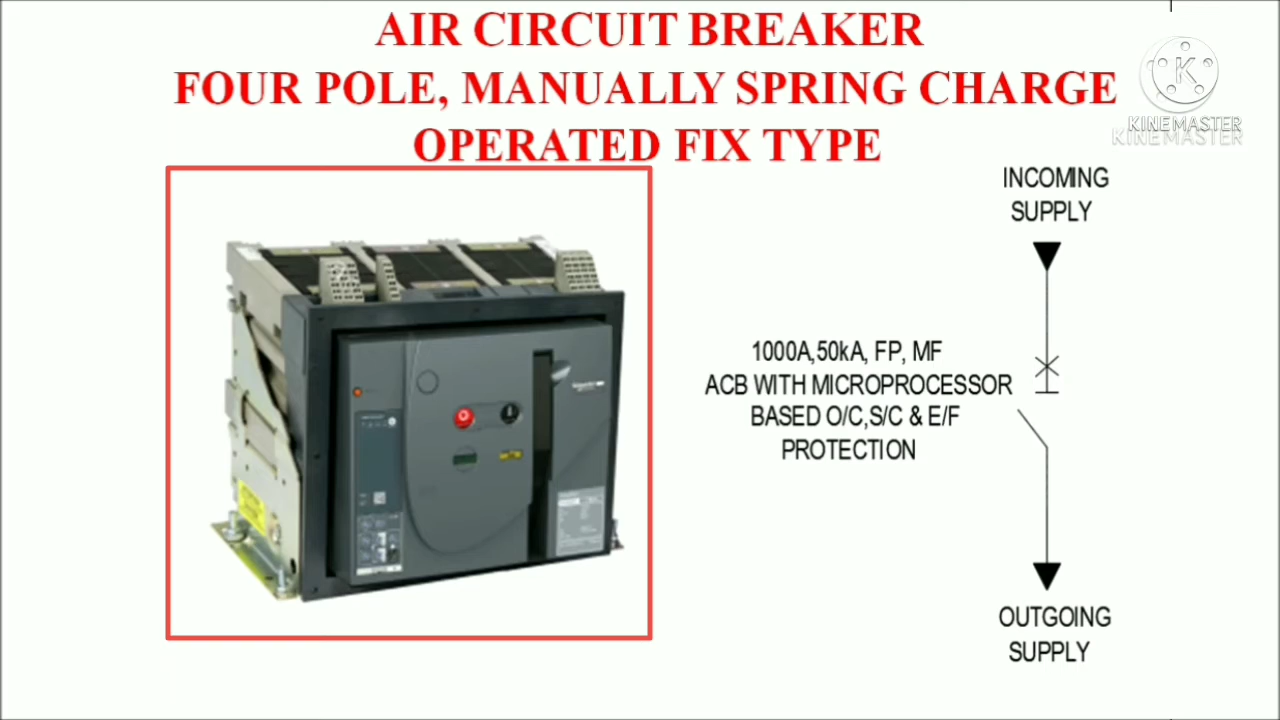 AIR CIRCUIT BREAKER
FOUR POLE, MANUALLY SPRING CHARGE
OPERATED FIX TYPE
K
KINEMASTER
KINEMASTER
INCOMING
SUPPLY
1000A,50kA, FP, MF
ACB WITH MICROPROCESSOR
BASED O/C,S/C & E/F
PROTECTION
OUTGOING
SUPPLY